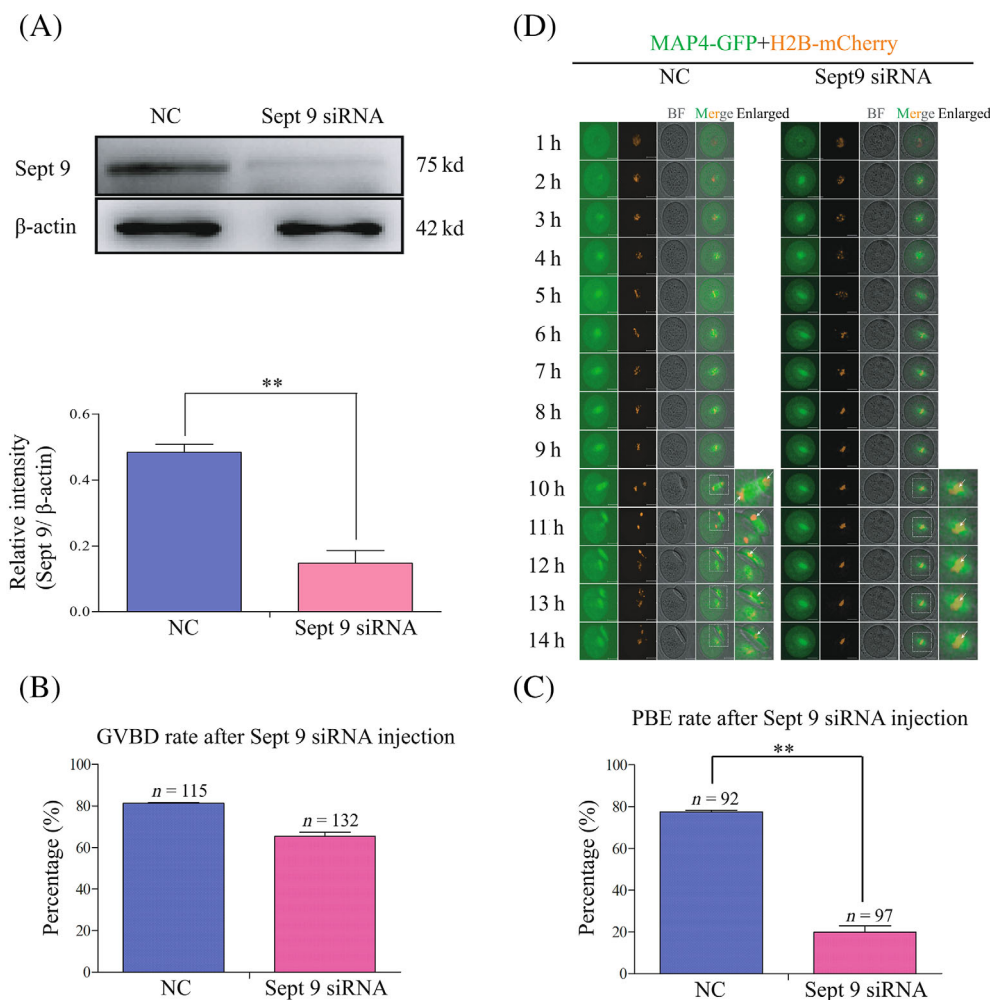 (A)
NC Sept 9 siRNA
Sept 9 75 kd
β-actin 42 kd
**
Relative intensity
(Sept 9/ β-actin)
0.6
0.4
0.2
0.0
NC Sept 9 siRNA
(D)
MAP4-GFP+H2B-mCherry
NC Sept9 siRNA
BF Merge Enlarged BF Merge Enlarged
1 h
2 h
3 h
4 h
5 h
6 h
7 h
8 h
9 h
10 h
11 h
12 h
13 h
14 h
(B)
GVBD rate after Sept 9 siRNA injection
Percentage (%)
100
80
60
40
20
0
n = 115
n = 132
NC Sept 9 siRNA
(C)
PBE rate after Sept 9 siRNA injection
**
Percentage (%)
100
80
60
40
20
0
n = 92
n = 97
NC Sept 9 siRNA